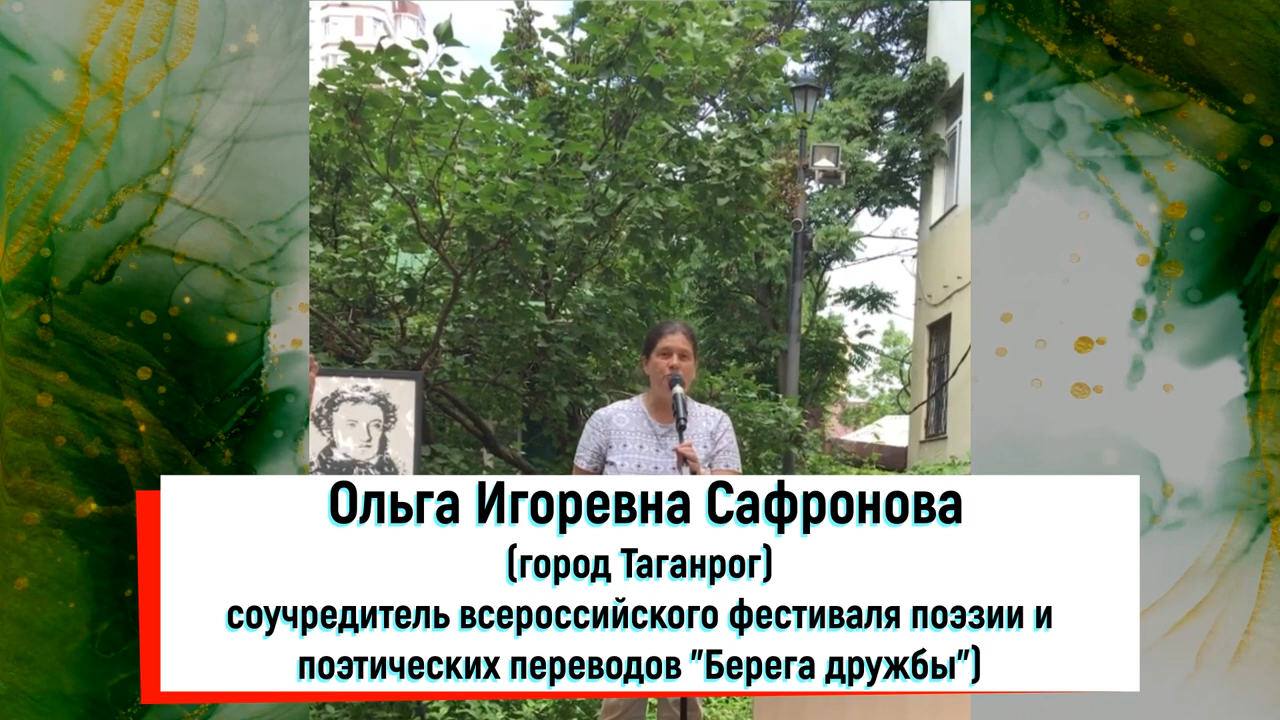 Ольга Игоревна Сафронова
(город Таганрог)
соучредитель всероссийского фестиваля поэзии и
поэтических переводов "Берега дружбы")